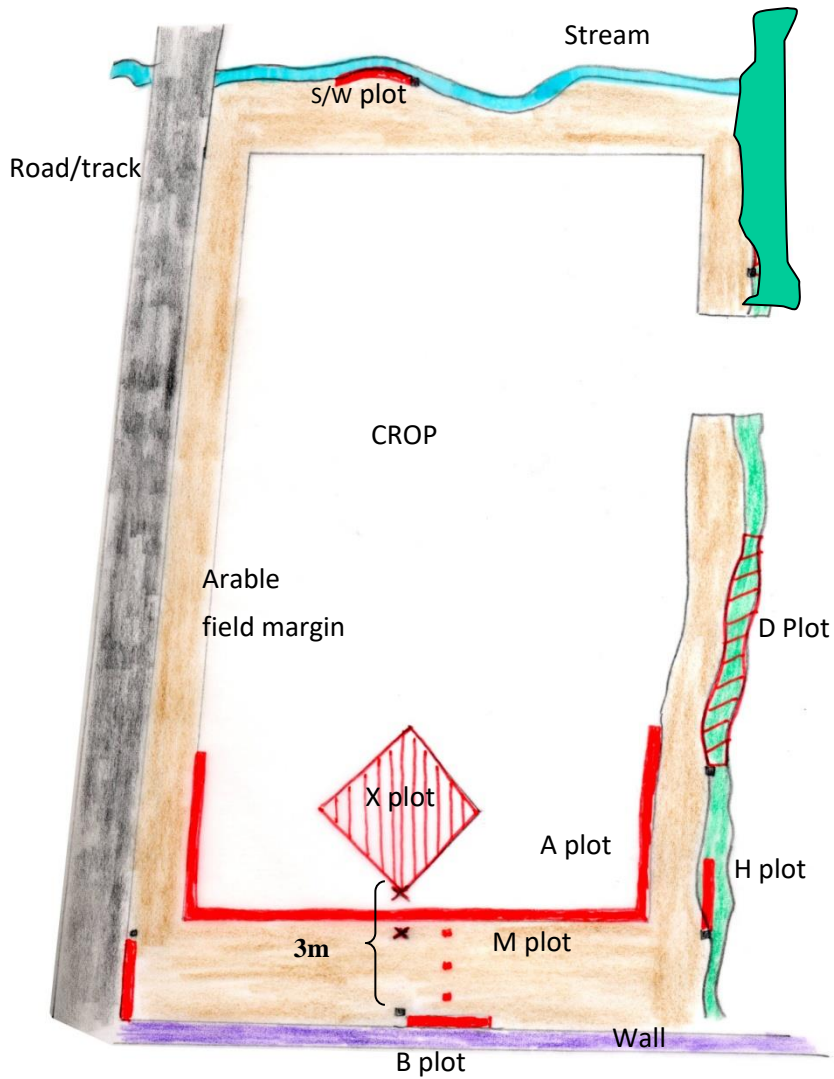 Stream
S/W plot
Road/track
CROP
Arable
field margin
D Plot
X plot
A plot
H plot
3m
M plot
Wall
B plot